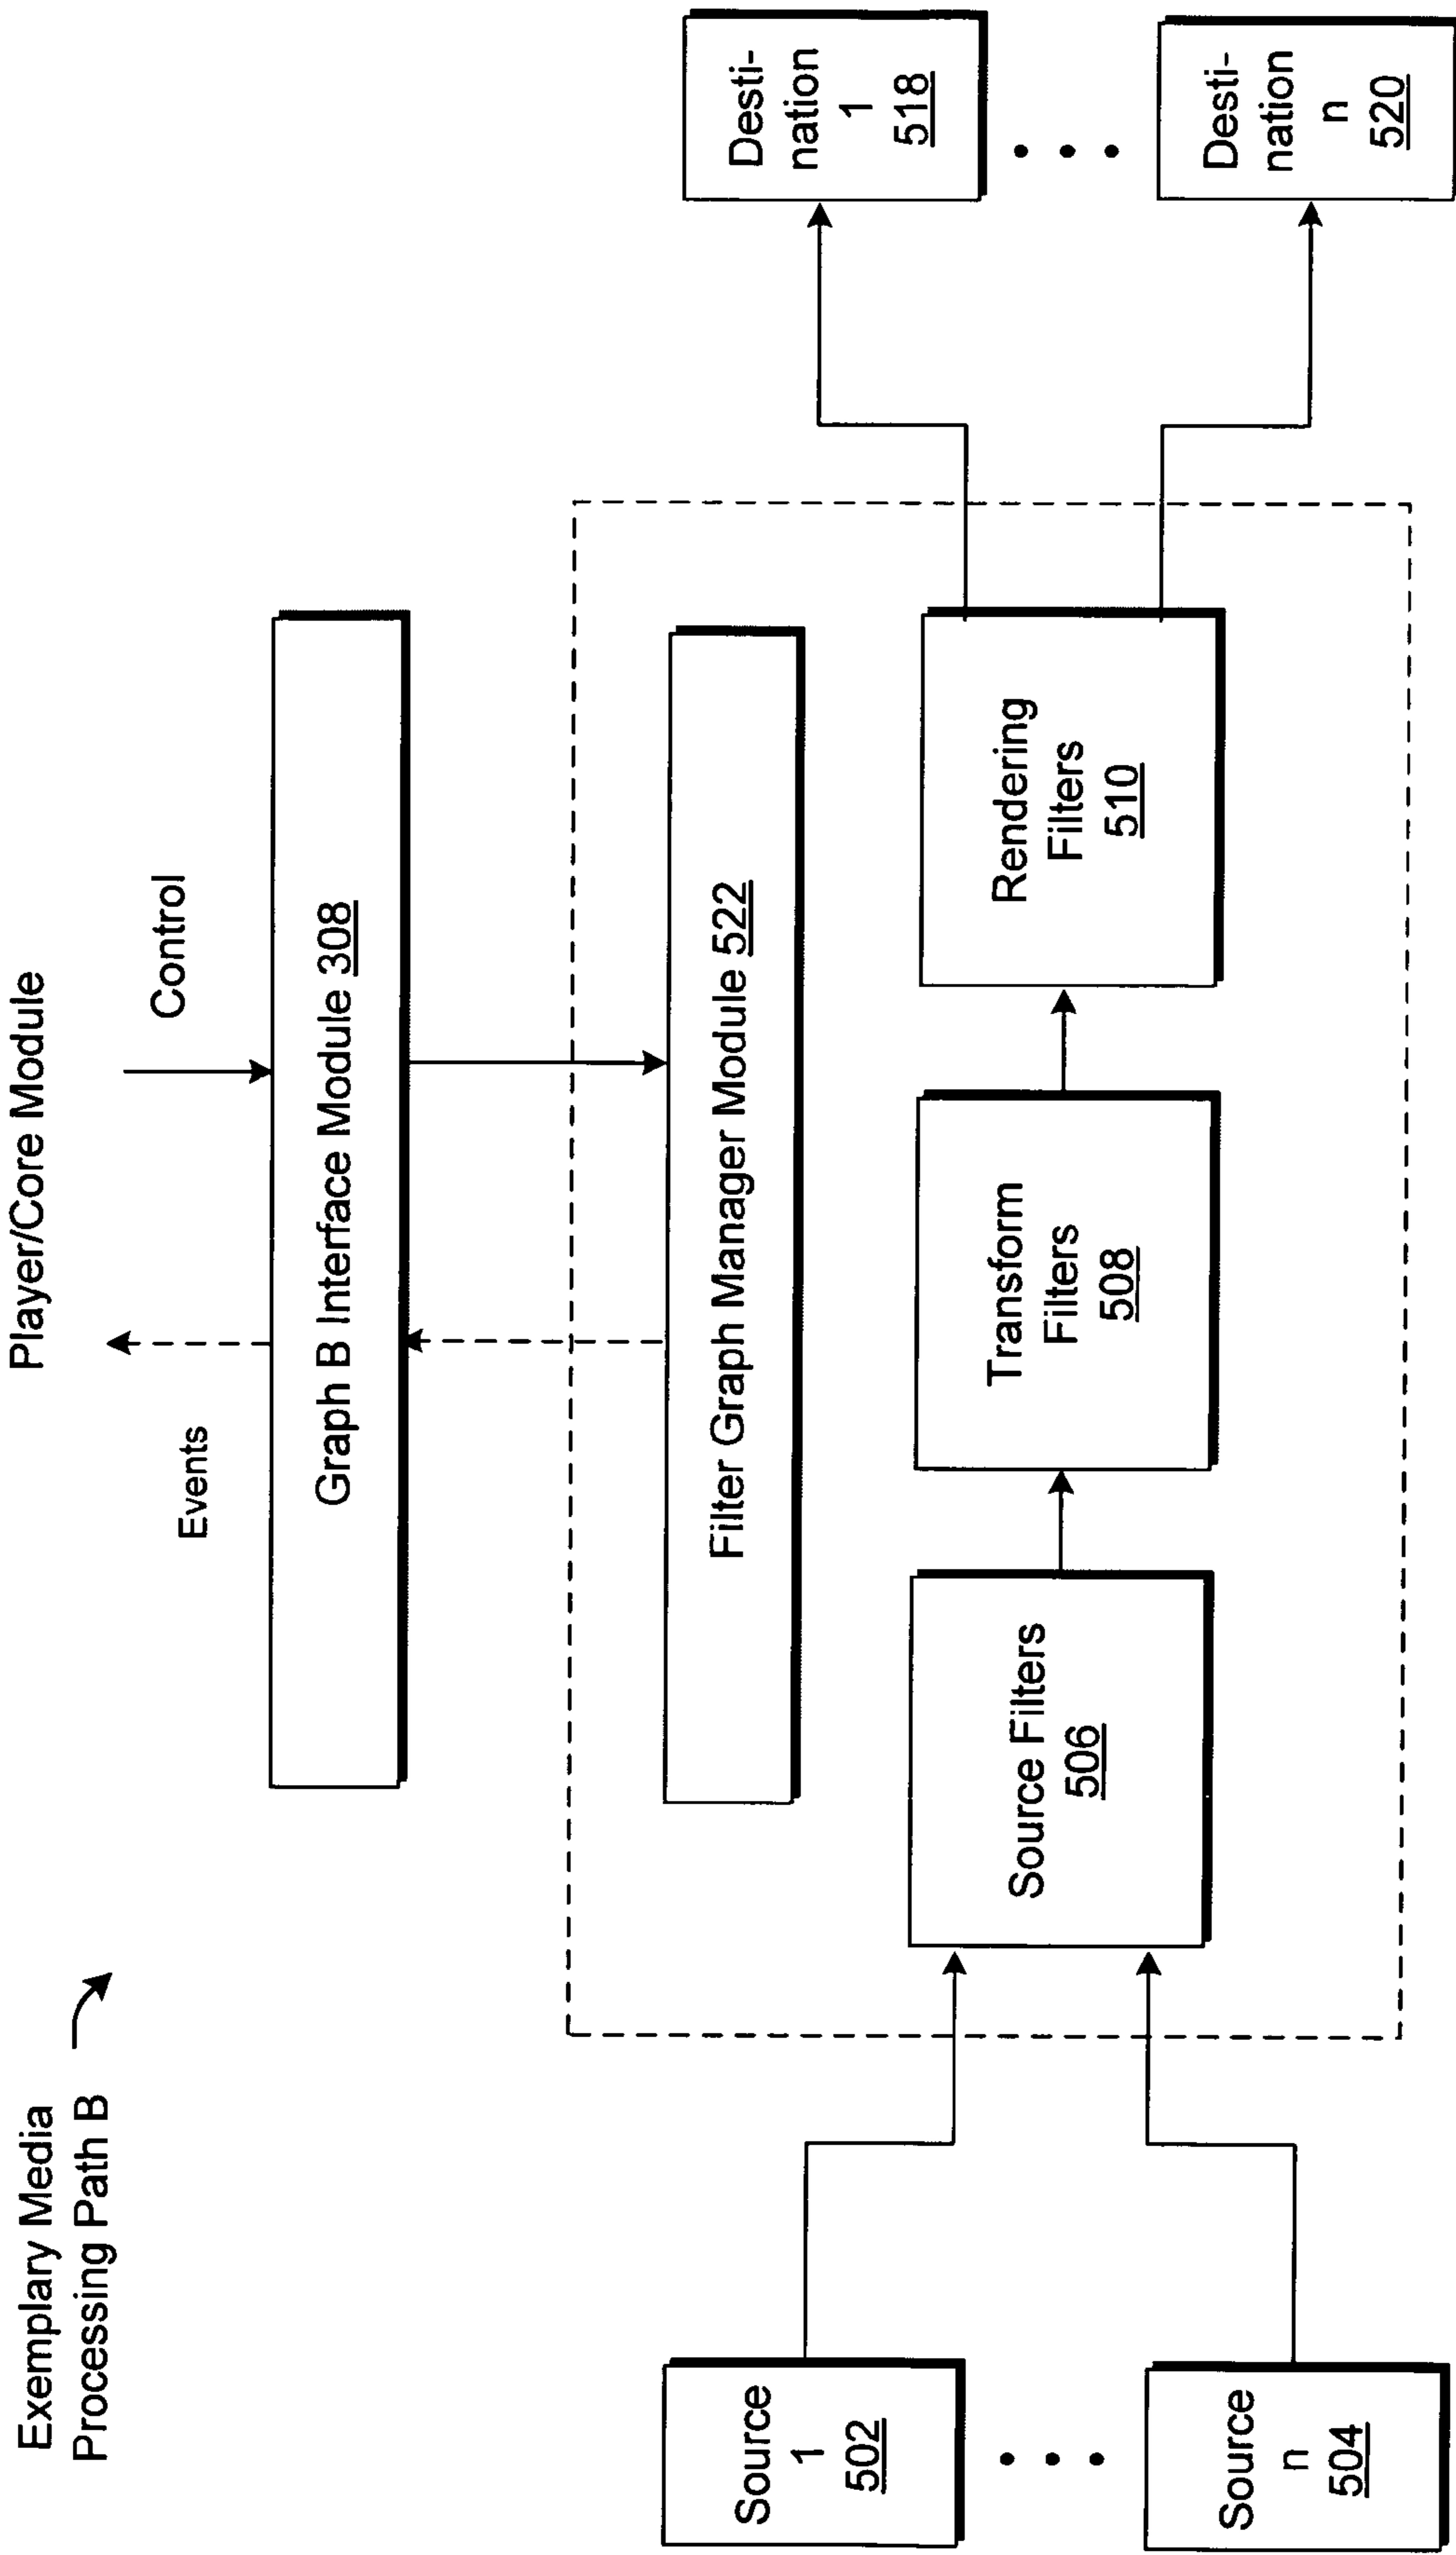 Exemplary Media
Processing Path B
Player/Core Module
Events
Control
Graph B Interface Module 308
Filter Graph Manager Module 522
Source
1
502
Source
n
504
Source Filters
506
Transform
Filters
508
Rendering
Filters
510
Desti-
nation
1
518
Desti-
nation
n
520